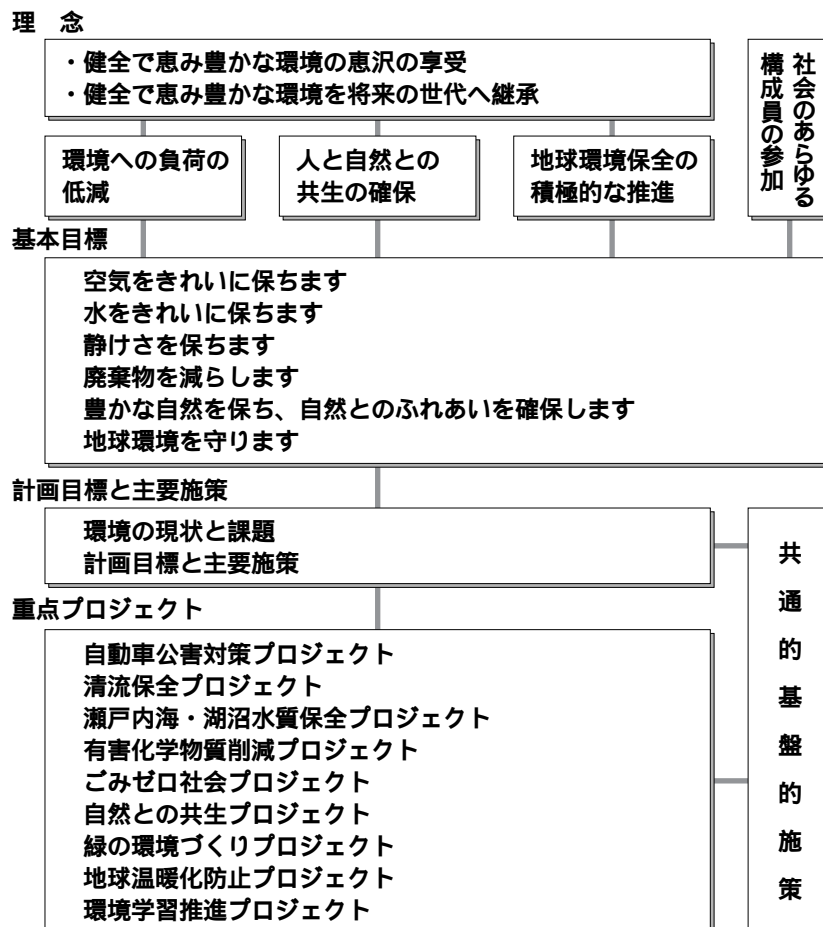 理 念
・健全で恵み豊かな環境の恵沢の享受
・健全で恵み豊かな環境を将来の世代へ継承
社会のあらゆる
構成員の参加
環境への負荷の
低減
人と自然との
共生の確保
地球環境保全の
積極的な推進
基本目標
空気をきれいに保ちます
水をきれいに保ちます
静けさを保ちます
廃棄物を減らします
豊かな自然を保ち、自然とのふれあいを確保します
地球環境を守ります
計画目標と主要施策
環境の現状と課題
計画目標と主要施策
共通的基盤的施策
重点プロジェクト
自動車公害対策プロジェクト
清流保全プロジェクト
瀬戸内海・湖沼水質保全プロジェクト
有害化学物質削減プロジェクト
ごみゼロ社会プロジェクト
自然との共生プロジェクト
緑の環境づくりプロジェクト
地球温暖化防止プロジェクト
環境学習推進プロジェクト